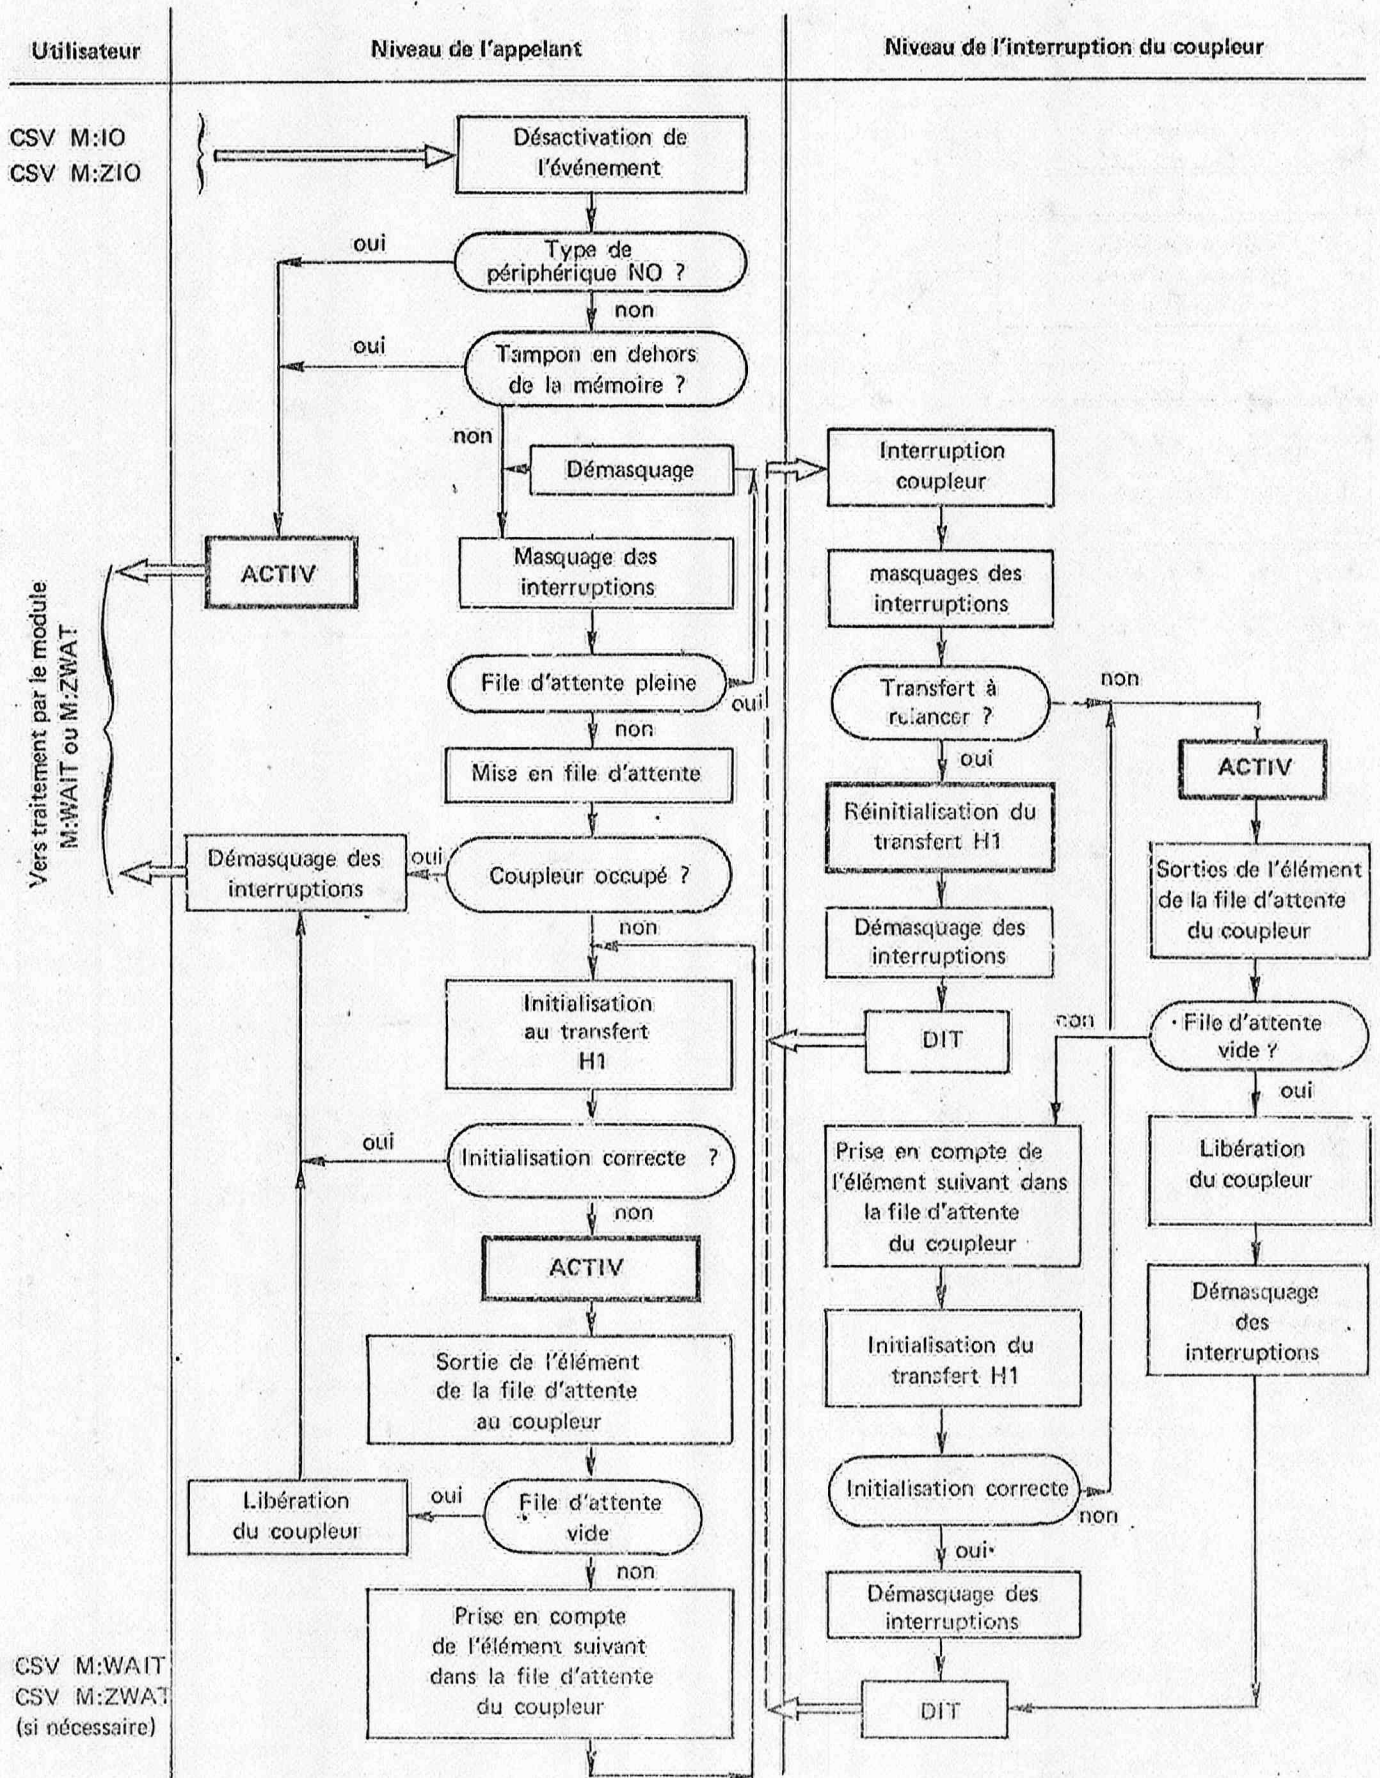 Utilisateur
Niveau de l'appelant
Niveau de l'interruption du coupleur
CSV M:IO
CSV M:ZIO
Désactivation de
l'événement
oui
Type de
périphérique NO ?
non
oui
Tampon en dehors
de la mémoire ?
non
Démasquage
ACTIV
Masquage des
interruptions
File d'attente pleine
oui
non
Mise en file d'attente
Vers traitement par le module
M:WAIT ou M:ZWAT
Démasquage des
interruptions
oui
Coupleur occupé ?
non
Initialisation
au transfert
H1
oui
Initialisation correcte ?
non
ACTIV
Sortie de l'élément
de la file d'attente
au coupleur
Libération
du coupleur
oui
File d'attente
vide
non
Prise en compte
de l'élément suivant
dans la file d'attente
du coupleur
CSV M:WAIT
CSV M:ZWAT
(si nécessaire)
Interruption
coupleur
masquages des
interruptions
Transfert à
relancer ?
non
oui
Réinitialisation du
transfert H1
Démasquage des
interruptions
DIT
ACTIV
Sorties de l'élément
de la file d'attente
du coupleur
non
File d'attente
vide ?
oui
Prise en compte de
l'élément suivant dans
la file d'attente
du coupleur
Libération
du coupleur
Initialisation du
transfert H1
Démasquage
des
interruptions
Initialisation correcte
non
oui
Démasquage des
interruptions
DIT